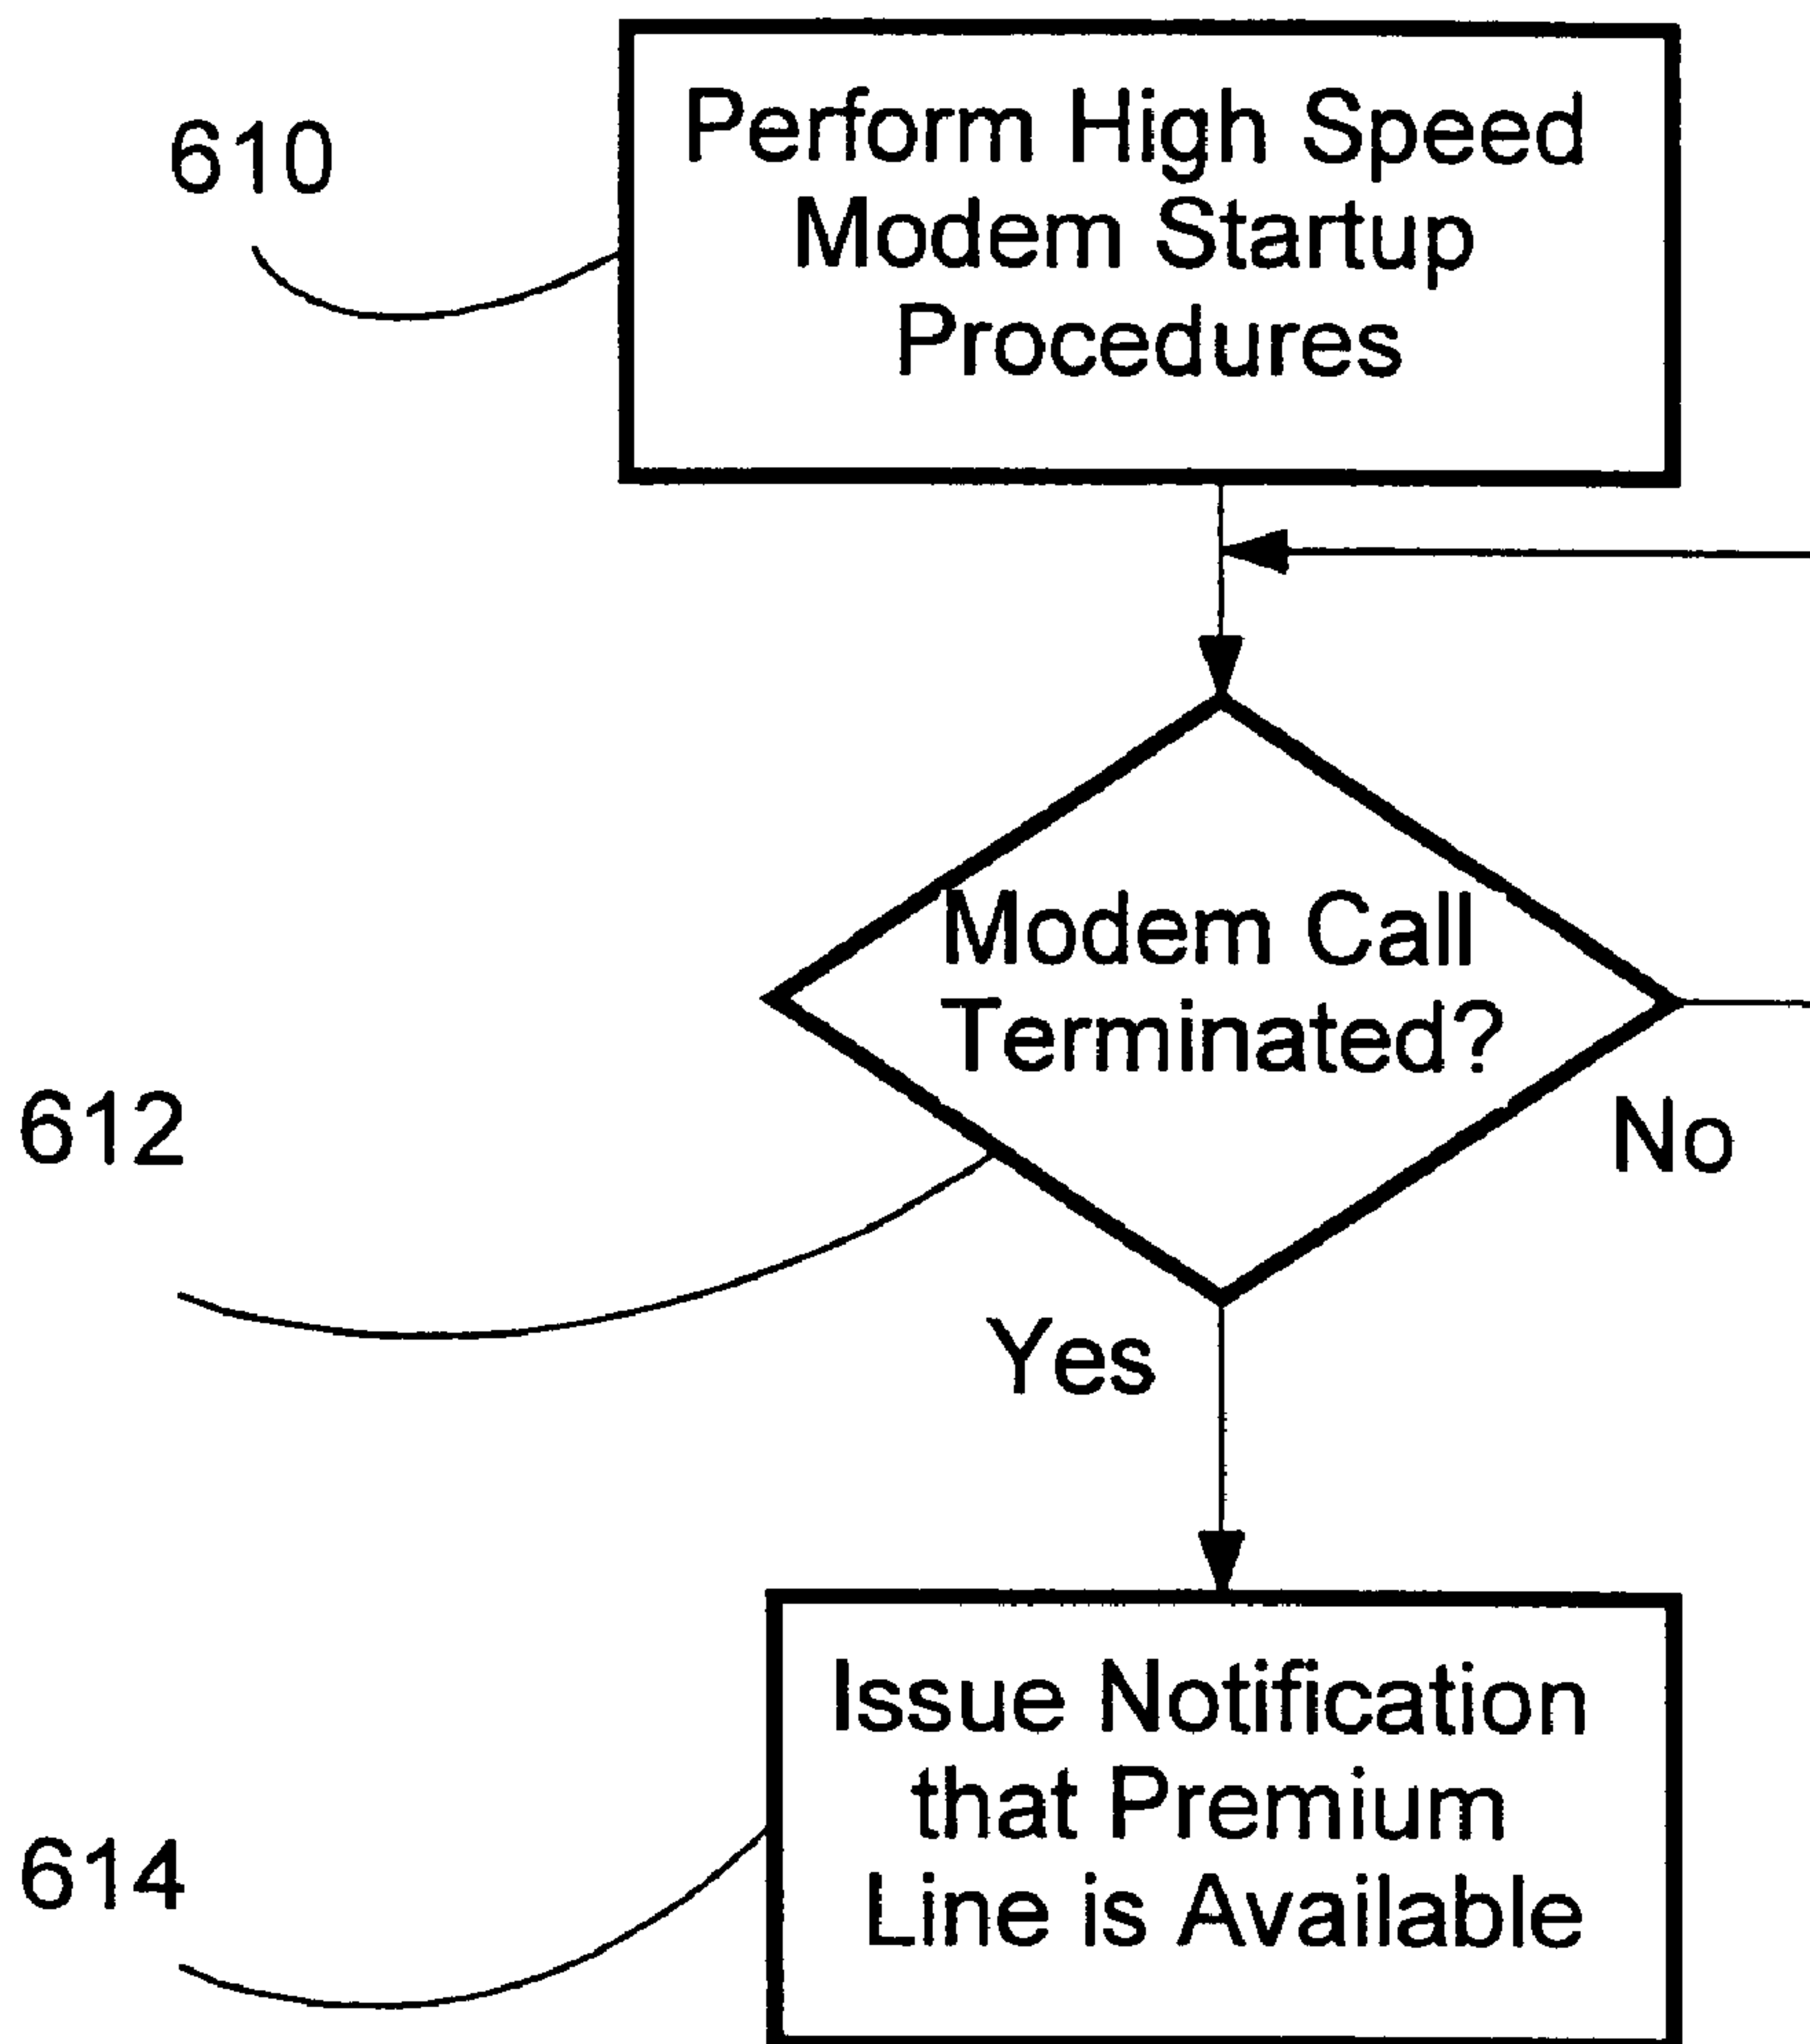 610
Perform High Speed
Modem Startup
Procedures
Modem Call
Terminated?
612
No
Yes
Issue Notification
that Premium
Line is Available
614